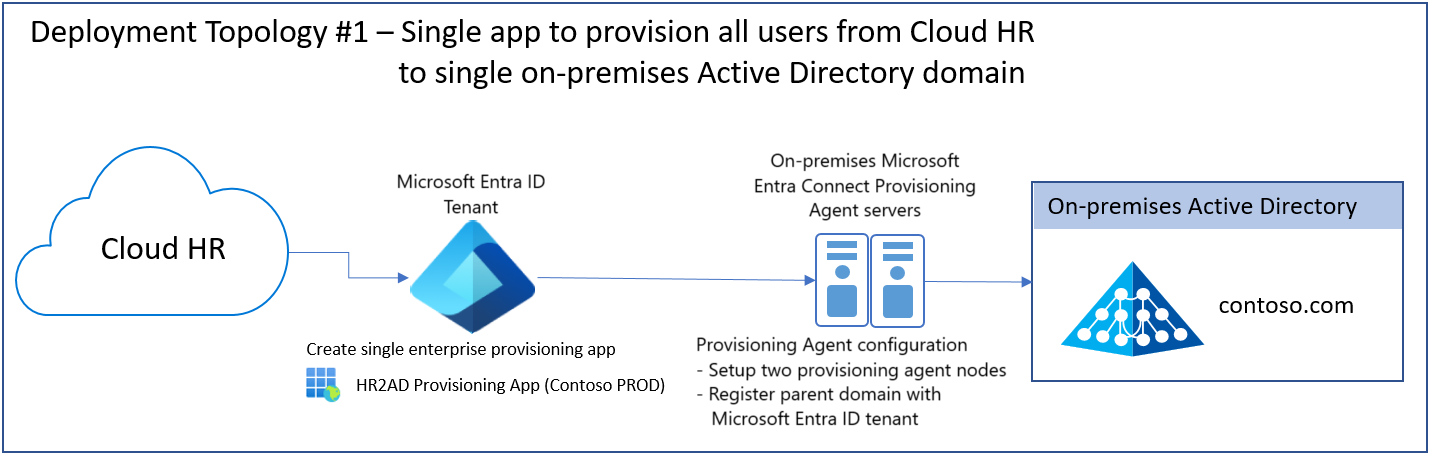 Deployment Topology #1 – Single app to provision all users from Cloud HR
to single on-premises Active Directory domain
Cloud HR
Microsoft Entra ID
Tenant
Create single enterprise provisioning app
HR2AD Provisioning App (Contoso PROD)
On-premises Microsoft
Entra Connect Provisioning
Agent servers
Provisioning Agent configuration
- Setup two provisioning agent nodes
- Register parent domain with
Microsoft Entra ID tenant
On-premises Active Directory
contoso.com